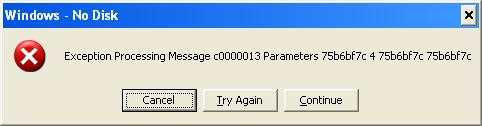 Windows - No Disk
Exception Processing Message c0000013 Parameters 75b6bf7c 4 75b6bf7c 75b6bf7c
Cancel Try Again Continue